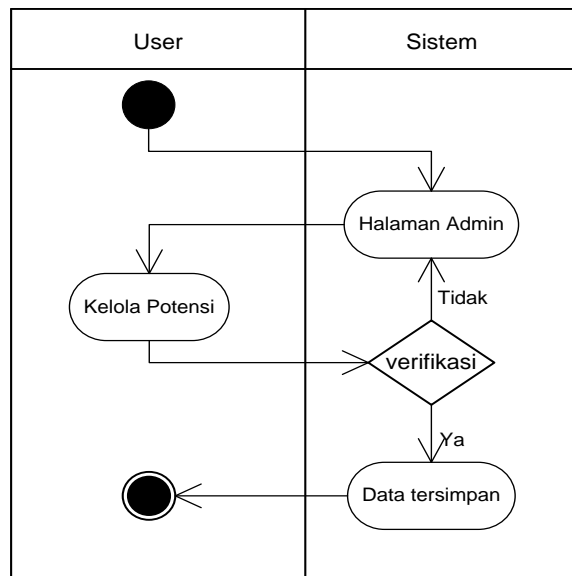 User
Sistem
Halaman Admin
Kelola Potensi
Tidak
verifikasi
Ya
Data tersimpan